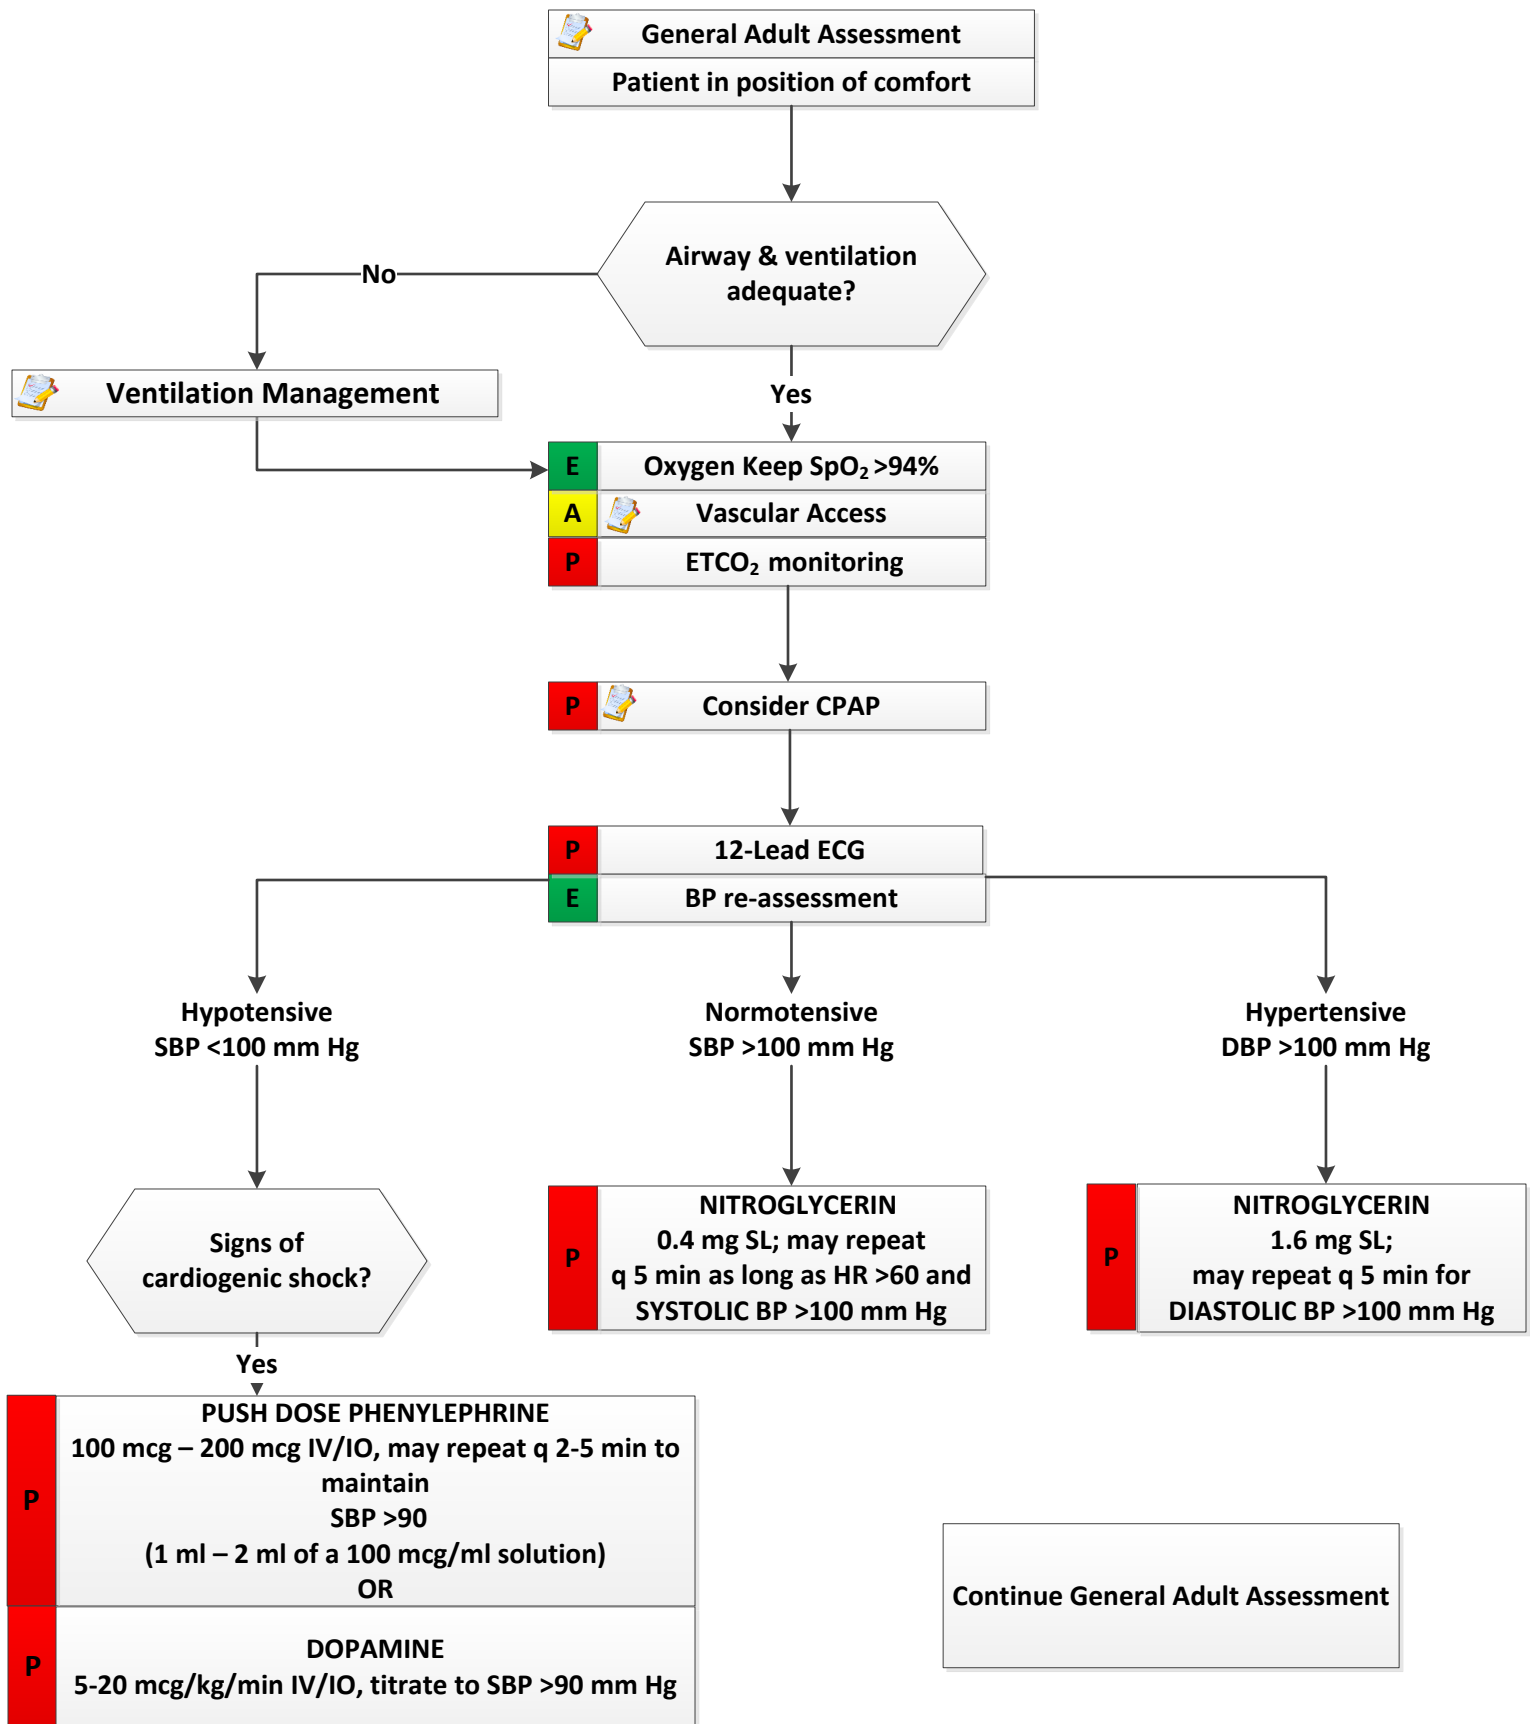 General Adult Assessment
Patient in position of comfort
Airway & ventilation
adequate?
No
Yes
Ventilation Management
E
Oxygen Keep SpO₂ >94%
A
Vascular Access
P
ETCO₂ monitoring
P
Consider CPAP
P
12-Lead ECG
E
BP re-assessment
Hypotensive
SBP <100 mm Hg
Normotensive
SBP >100 mm Hg
Hypertensive
DBP >100 mm Hg
Signs of
cardiogenic shock?
Yes
P
NITROGLYCERIN
0.4 mg SL; may repeat
q 5 min as long as HR >60 and
SYSTOLIC BP >100 mm Hg
P
NITROGLYCERIN
1.6 mg SL;
may repeat q 5 min for
DIASTOLIC BP >100 mm Hg
P
PUSH DOSE PHENYLEPHRINE
100 mcg – 200 mcg IV/IO, may repeat q 2-5 min to
maintain
SBP >90
(1 ml – 2 ml of a 100 mcg/ml solution)
OR
P
DOPAMINE
5-20 mcg/kg/min IV/IO, titrate to SBP >90 mm Hg
Continue General Adult Assessment